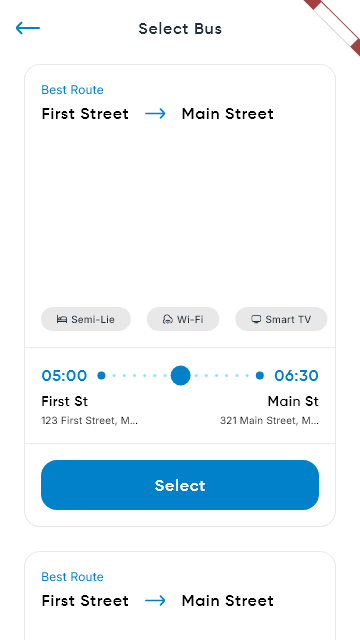 Select Bus
Best Route
First Street → Main Street
Semi-Lie Wi-Fi Smart TV
05:00 06:30
First St Main St
123 First Street, M... 321 Main Street, M...
Select
Best Route
First Street → Main Street